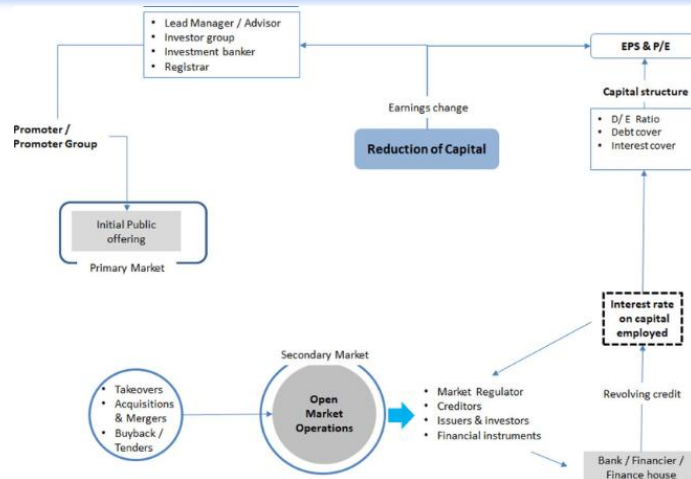 Lead Manager / Advisor
Investor group
Investment banker
Registrar
EPS & P/E
Capital structure
Earnings change
D/ E Ratio
Debt cover
Interest cover
Promoter /
Promoter Group
Reduction of Capital
Initial Public
offering
Primary Market
Interest rate
on capital
employed
Secondary Market
Takeovers
Acquisitions
& Mergers
Buyback /
Tenders
Open
Market
Operations
Market Regulator
Creditors
Issuers & investors
Financial instruments
Revolving credit
Bank / Financier /
Finance house